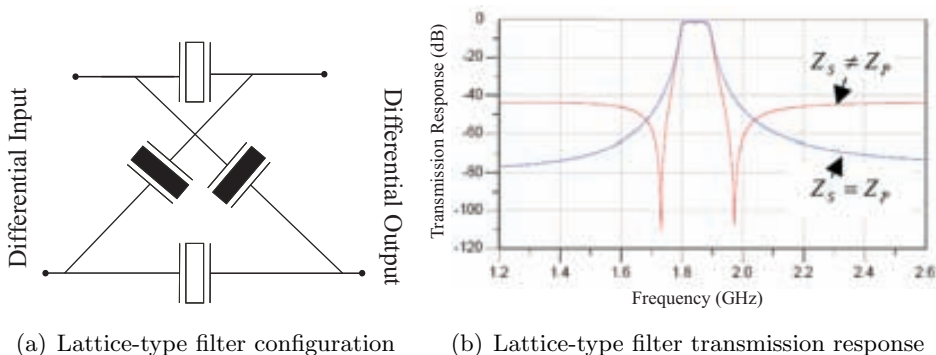 Differential Input
Differential Output
Transmission Response (dB)
0
-20
-40
-60
-80
-100
-120
Z_S ≠ Z_P
Z_S = Z_P
1.2 1.4 1.6 1.8 2.0 2.2 2.4 2.6
Frequency (GHz)
(a) Lattice-type filter configuration
(b) Lattice-type filter transmission response